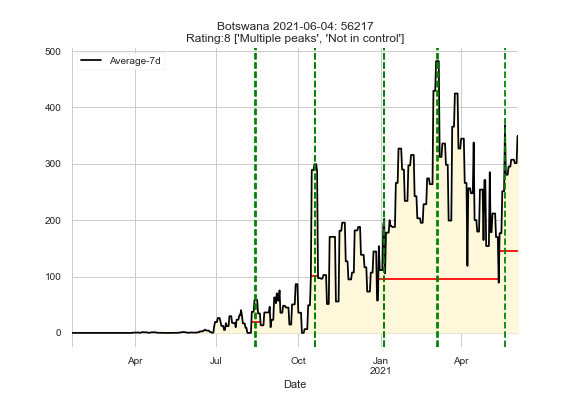 Botswana 2021-06-04: 56217
Rating:8 ['Multiple peaks', 'Not in control']
Average-7d
500
400
300
200
100
0
Apr Jul Oct Jan Apr
2021
Date